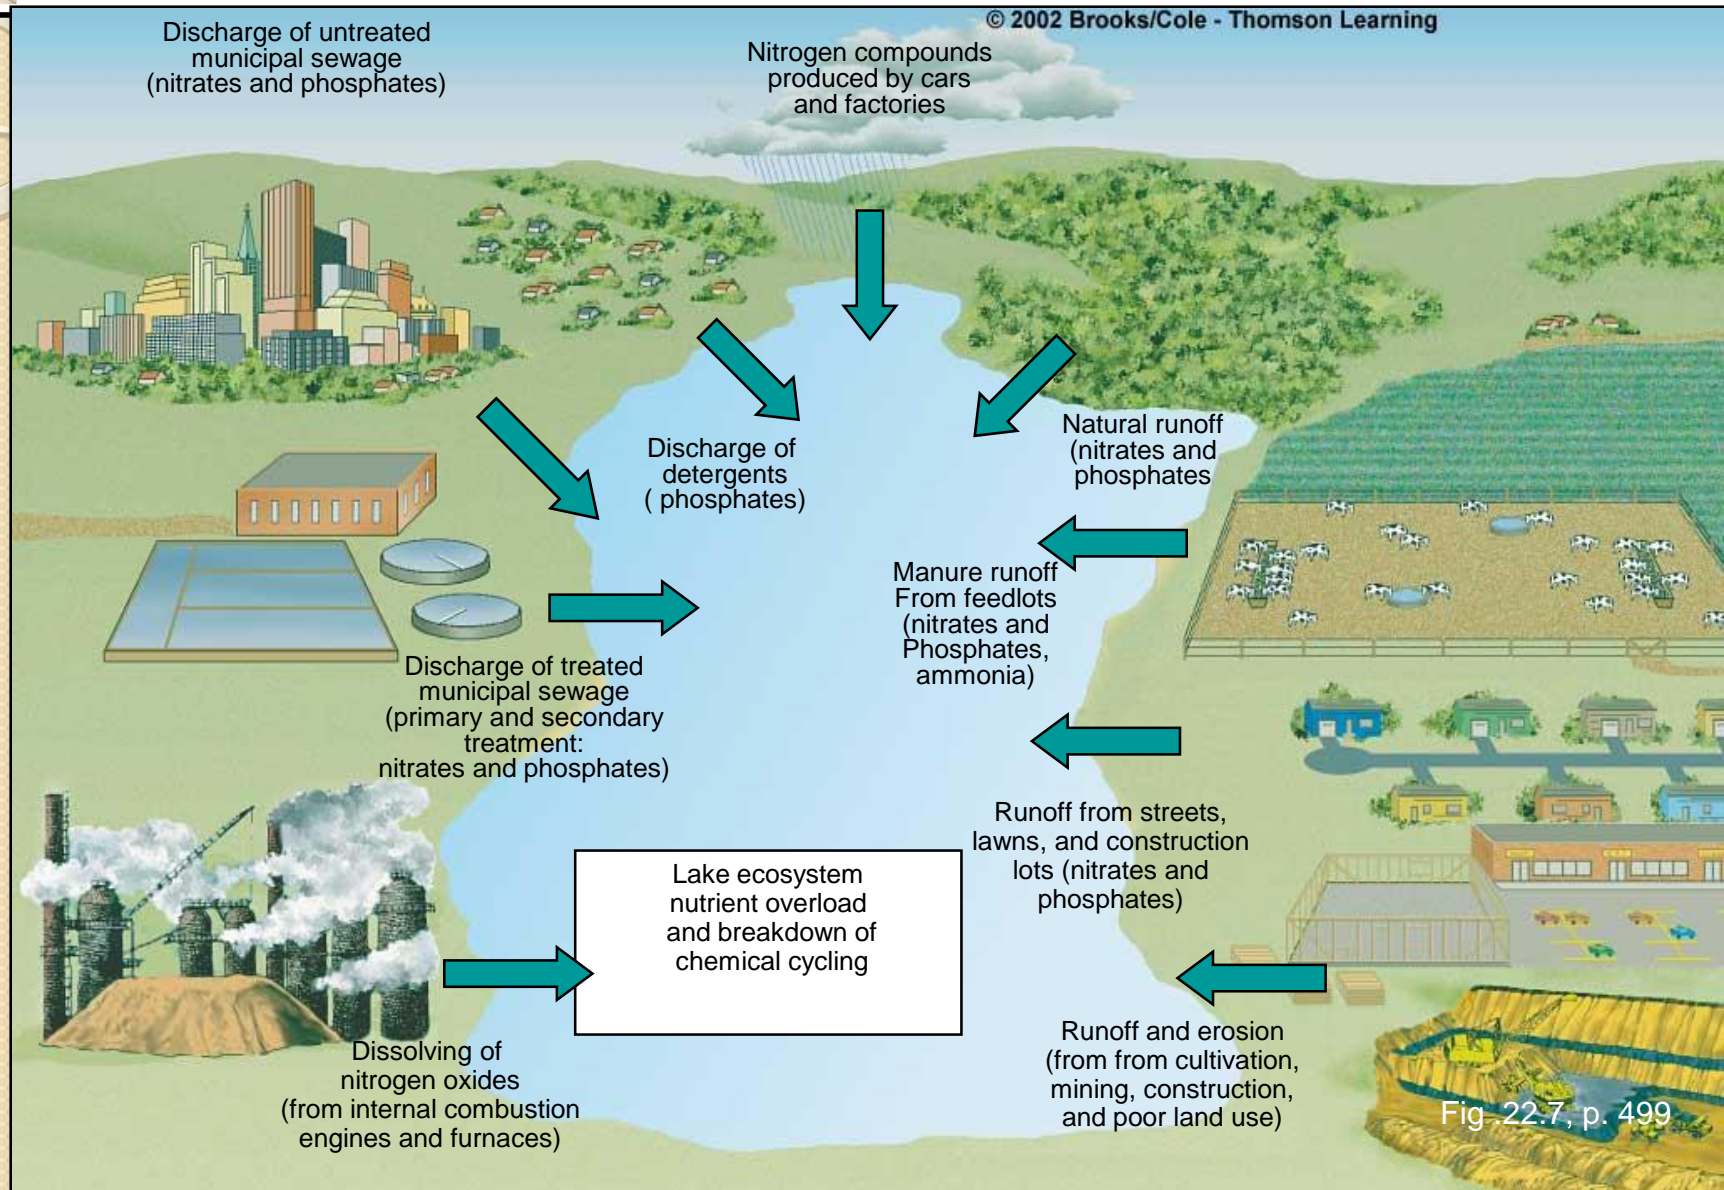 © 2002 Brooks/Cole - Thomson Learning
Discharge of untreated
municipal sewage
(nitrates and phosphates)
Nitrogen compounds
produced by cars
and factories
Discharge of
detergents
( phosphates)
Natural runoff
(nitrates and
phosphates
Manure runoff
From feedlots
(nitrates and
Phosphates,
ammonia)
Discharge of treated
municipal sewage
(primary and secondary
treatment:
nitrates and phosphates)
Runoff from streets,
lawns, and construction
lots (nitrates and
phosphates)
Lake ecosystem
nutrient overload
and breakdown of
chemical cycling
Dissolving of
nitrogen oxides
(from internal combustion
engines and furnaces)
Runoff and erosion
(from from cultivation,
mining, construction,
and poor land use)
Fig .22.7, p. 499